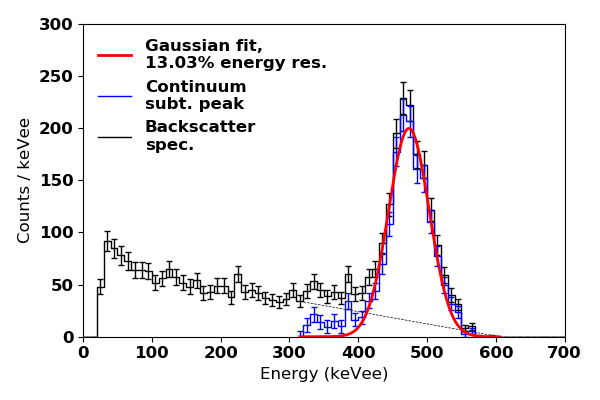 300
250
200
150
100
50
0
Counts / keVee
Gaussian fit,
13.03% energy res.
Continuum
subt. peak
Backscatter
spec.
0 100 200 300 400 500 600 700
Energy (keVee)